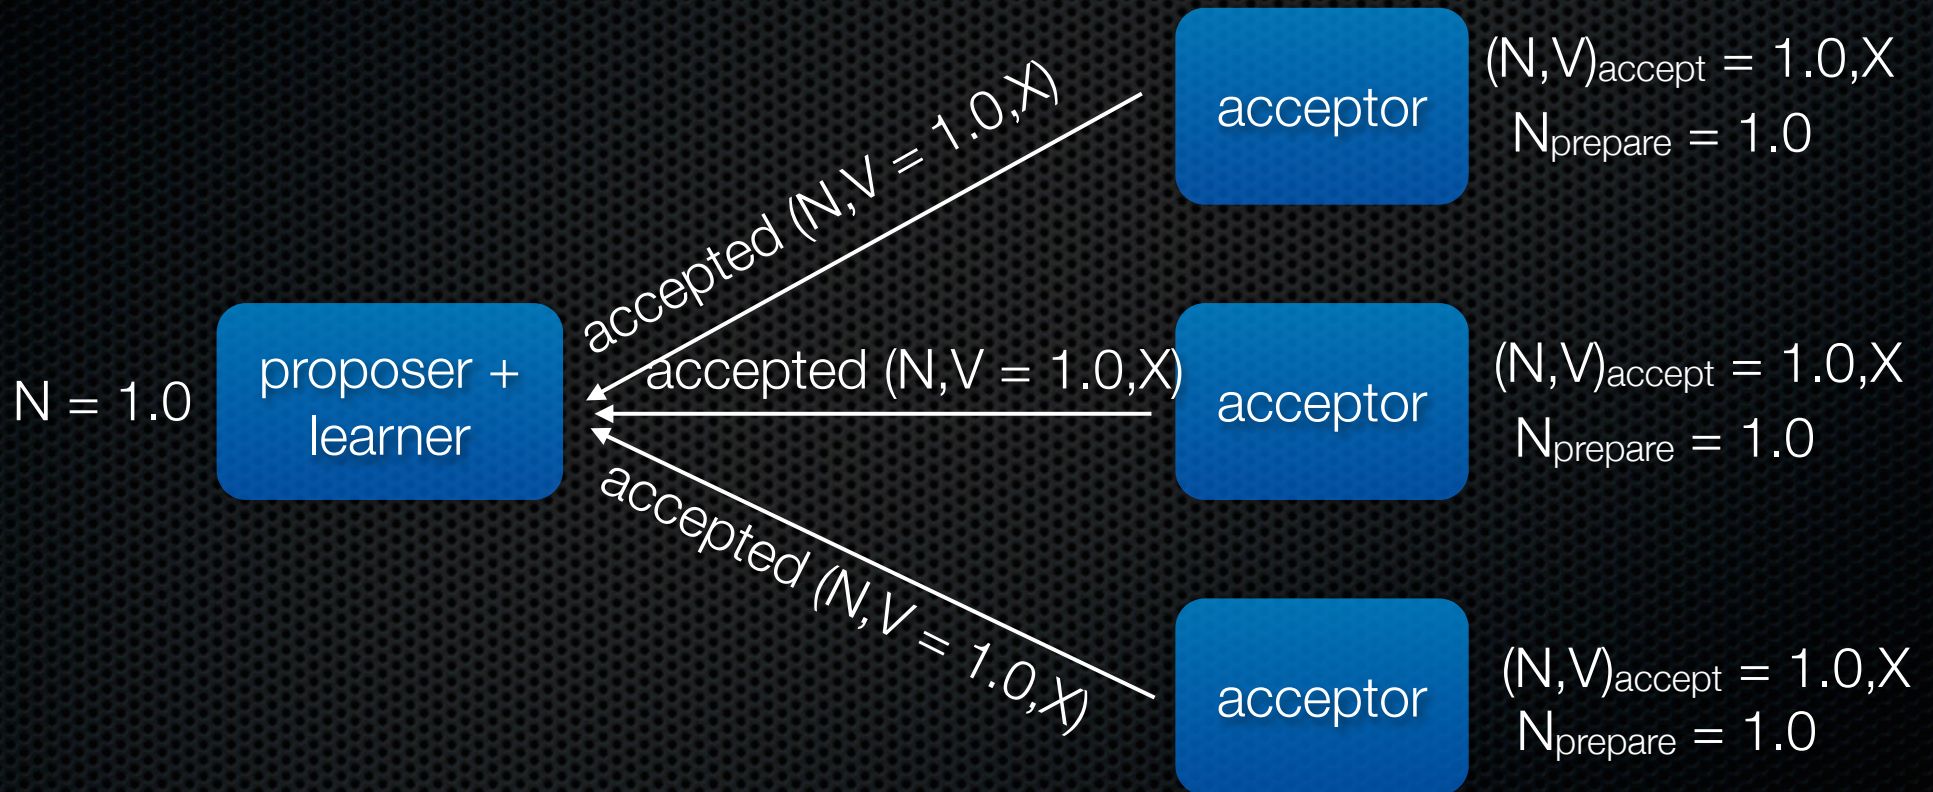 acceptor
(N,V)accept = 1.0,X
Nprepare = 1.0
accepted (N,V = 1.0,X)
N = 1.0
proposer +
learner
accepted (N,V = 1.0,X)
acceptor
(N,V)accept = 1.0,X
Nprepare = 1.0
accepted (N,V = 1.0,X)
acceptor
(N,V)accept = 1.0,X
Nprepare = 1.0